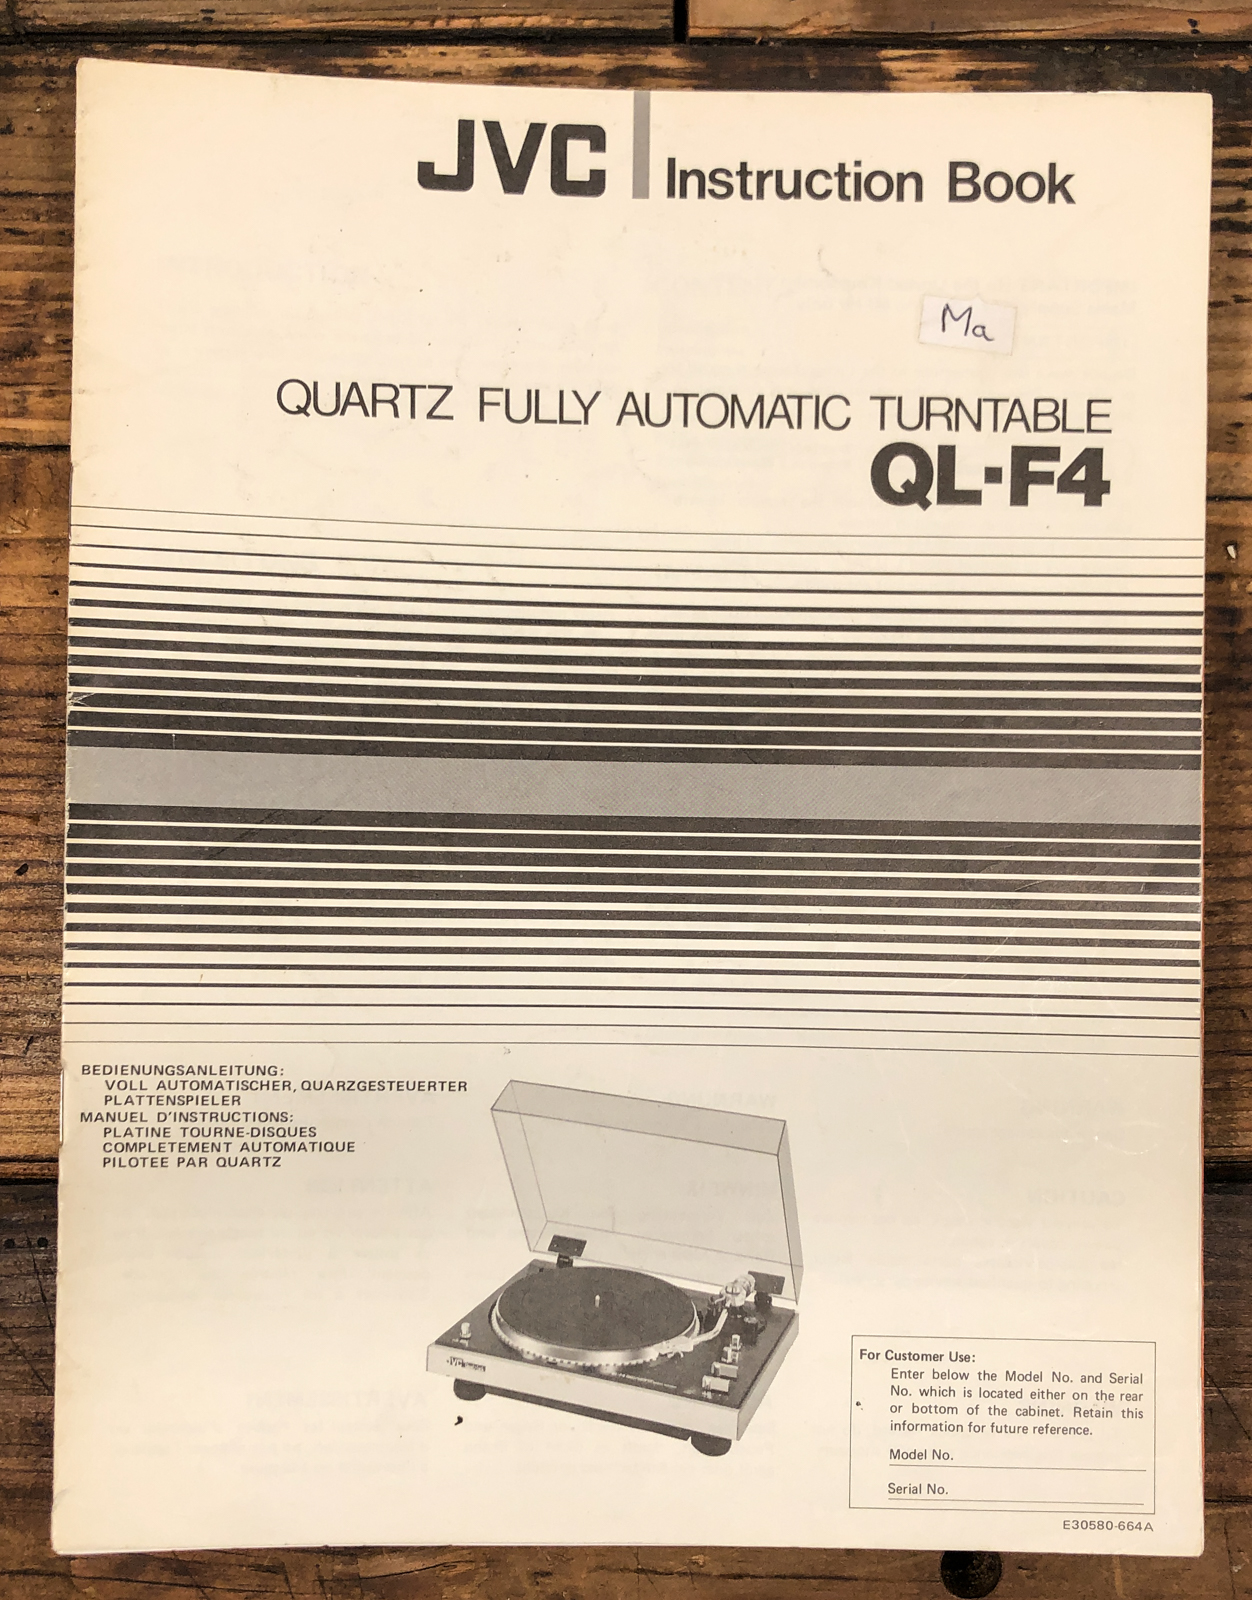 JVC Instruction Book
Ma
QUARTZ FULLY AUTOMATIC TURNTABLE
QL-F4
BEDIENUNGSANLEITUNG:
VOLL AUTOMATISCHER, QUARZGESTEUERTER
PLATTENSPIELER
MANUEL D'INSTRUCTIONS:
PLATINE TOURNE-DISQUES
COMPLETEMENT AUTOMATIQUE
PILOTEE PAR QUARTZ
JVC
For Customer Use:
Enter below the Model No. and Serial
No. which is located either on the rear
or bottom of the cabinet. Retain this
information for future reference.
Model No.
Serial No.
E30580-664A